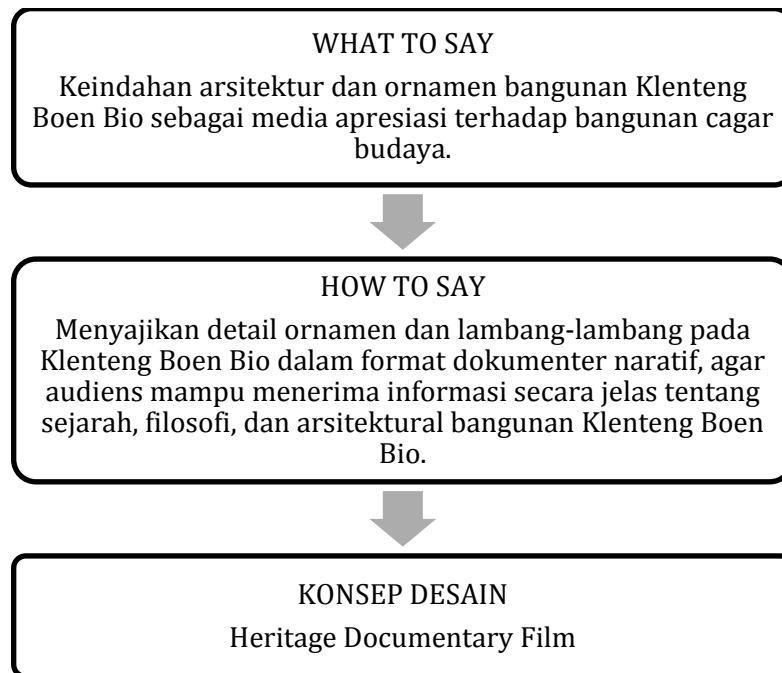 WHAT TO SAY
Keindahan arsitektur dan ornamen bangunan Klenteng
Boen Bio sebagai media apresiasi terhadap bangunan cagar
budaya.
HOW TO SAY
Menyajikan detail ornamen dan lambang-lambang pada
Klenteng Boen Bio dalam format dokumenter naratif, agar
audiens mampu menerima informasi secara jelas tentang
sejarah, filosofi, dan arsitektural bangunan Klenteng Boen
Bio.
KONSEP DESAIN
Heritage Documentary Film